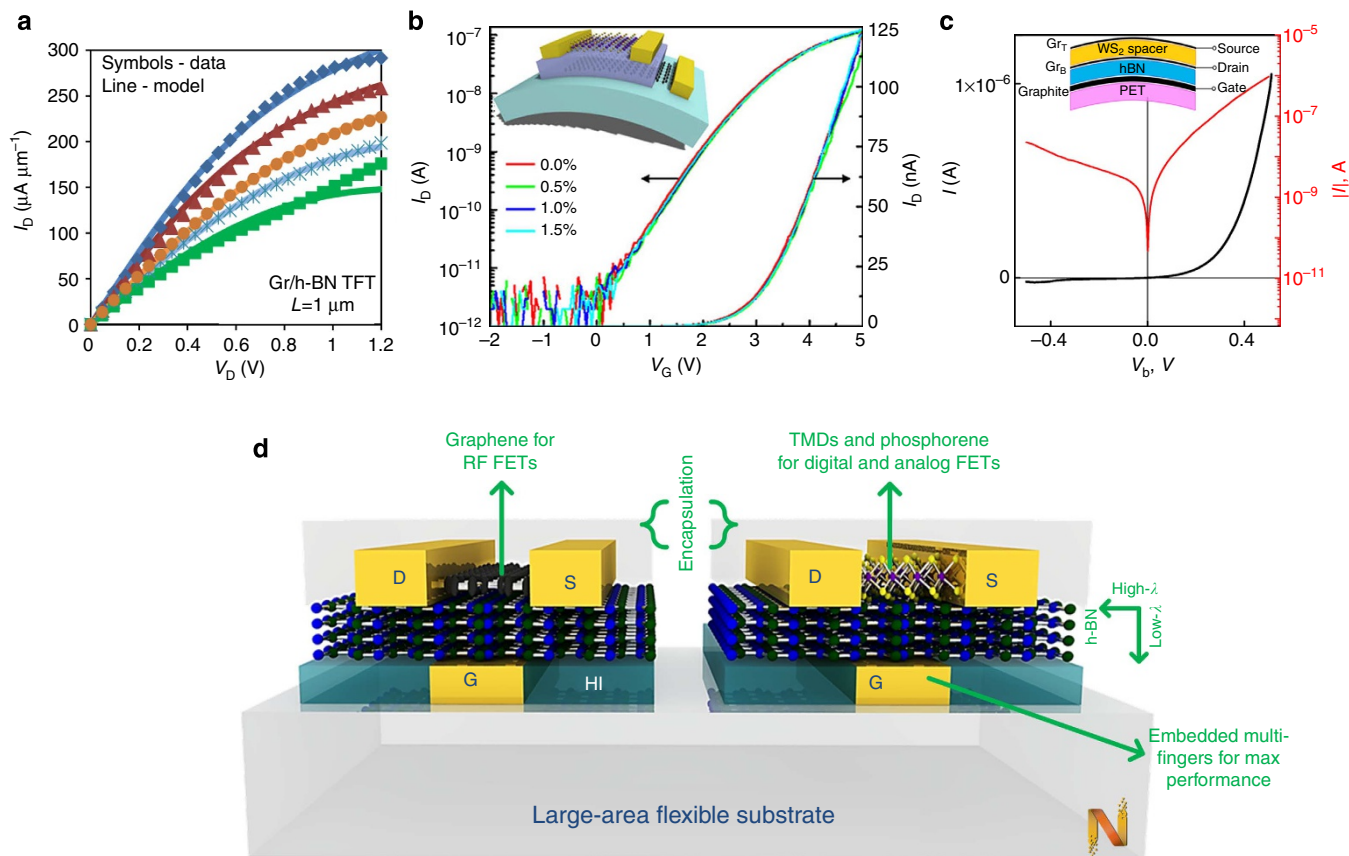 a
300
250
200
150
100
50
0
I_D (μA μm⁻¹)
Symbols - data
Line - model
Gr/h-BN TFT
L=1 μm
0
0.2
0.4
0.6
0.8
1.0
1.2
V_D (V)
b
10⁻⁷
10⁻⁸
10⁻⁹
10⁻¹⁰
10⁻¹¹
10⁻¹²
I_D (A)
0.0%
0.5%
1.0%
1.5%
125
100
75
50
25
0
I_D (nA)
−2
−1
0
1
2
3
4
5
V_G (V)
c
1×10⁻⁶
0
I (A)
Gr_T
Gr_B
Graphite
WS₂ spacer
hBN
PET
Source
Drain
Gate
10⁻⁵
10⁻⁷
10⁻⁹
10⁻¹¹
|I|, A
−0.4
0.0
0.4
V_b, V
d
Graphene for
RF FETs
Encapsulation
TMDs and phosphorene
for digital and analog FETs
D
S
G
HI
D
S
G
h-BN
High-λ
Low-λ
Embedded multi-
fingers for max
performance
Large-area flexible substrate
N